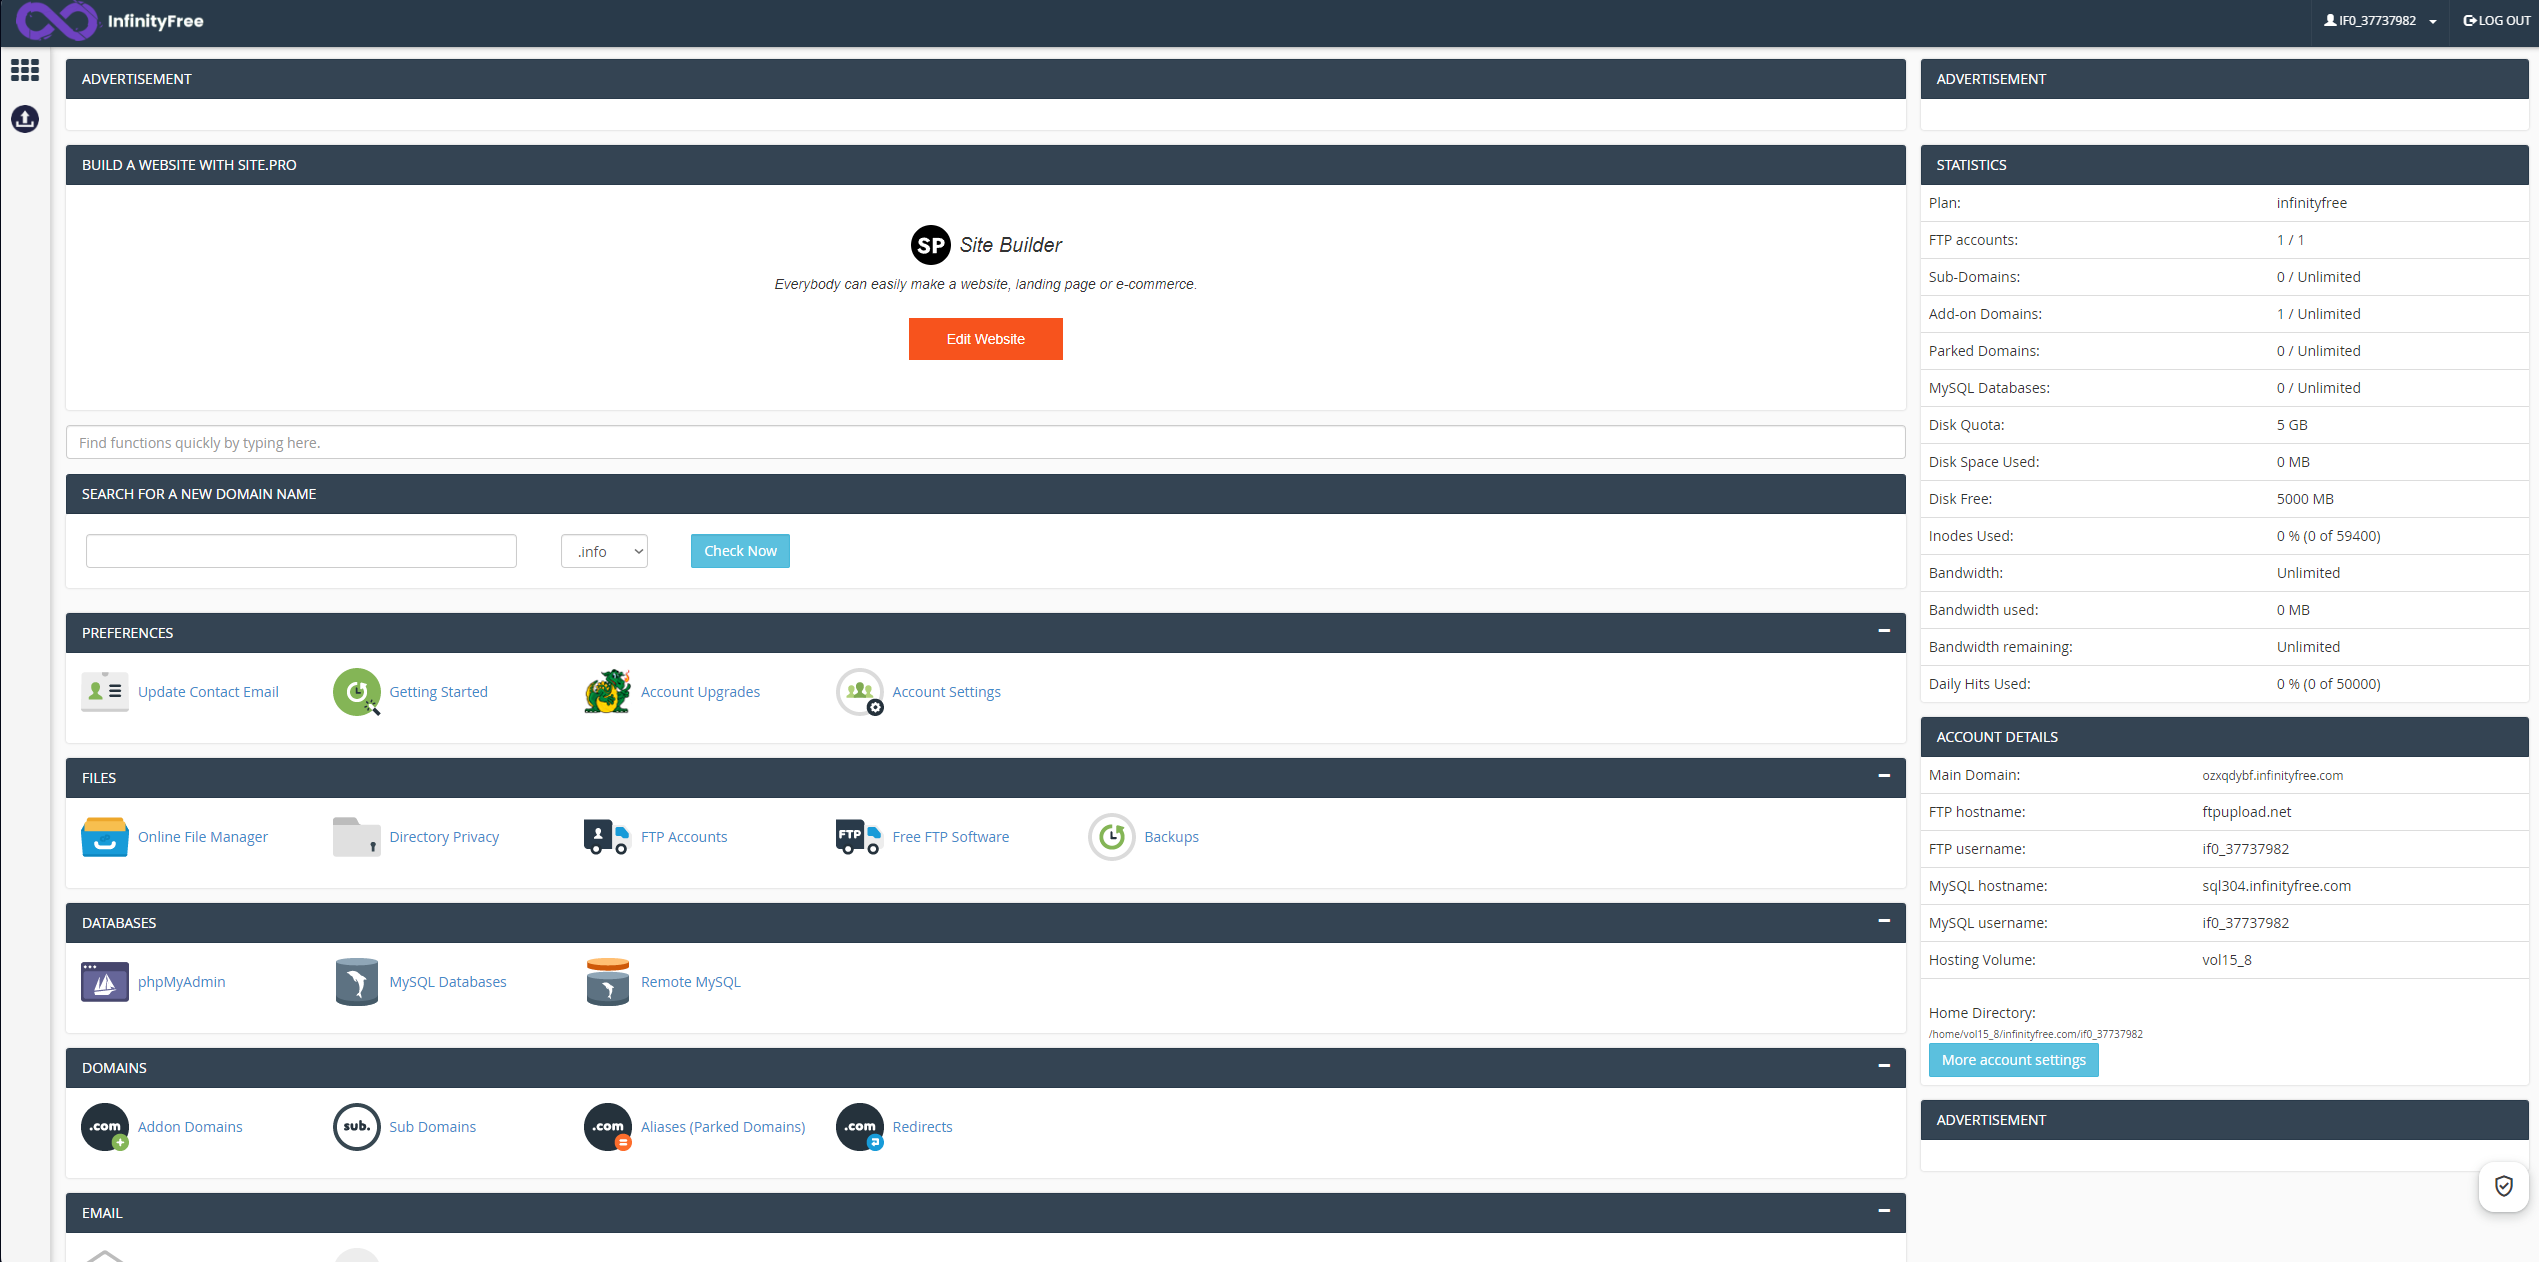 InfinityFree
IF0_37737982
LOG OUT
ADVERTISEMENT
BUILD A WEBSITE WITH SITE.PRO
SP Site Builder
Everybody can easily make a website, landing page or e-commerce.
Edit Website
Find functions quickly by typing here.
SEARCH FOR A NEW DOMAIN NAME
.info
Check Now
PREFERENCES
Update Contact Email
Getting Started
Account Upgrades
Account Settings
FILES
Online File Manager
Directory Privacy
FTP Accounts
FTP
Free FTP Software
Backups
DATABASES
phpMyAdmin
MySQL Databases
Remote MySQL
DOMAINS
.com
Addon Domains
sub.
Sub Domains
.com
Aliases (Parked Domains)
.com
Redirects
EMAIL
ADVERTISEMENT
STATISTICS
Plan: infinityfree
FTP accounts: 1 / 1
Sub-Domains: 0 / Unlimited
Add-on Domains: 1 / Unlimited
Parked Domains: 0 / Unlimited
MySQL Databases: 0 / Unlimited
Disk Quota: 5 GB
Disk Space Used: 0 MB
Disk Free: 5000 MB
Inodes Used: 0 % (0 of 59400)
Bandwidth: Unlimited
Bandwidth used: 0 MB
Bandwidth remaining: Unlimited
Daily Hits Used: 0 % (0 of 50000)
ACCOUNT DETAILS
Main Domain: ozxqdybf.infinityfree.com
FTP hostname: ftpupload.net
FTP username: if0_37737982
MySQL hostname: sql304.infinityfree.com
MySQL username: if0_37737982
Hosting Volume: vol15_8
Home Directory:
/home/vol15_8/infinityfree.com/if0_37737982
More account settings
ADVERTISEMENT